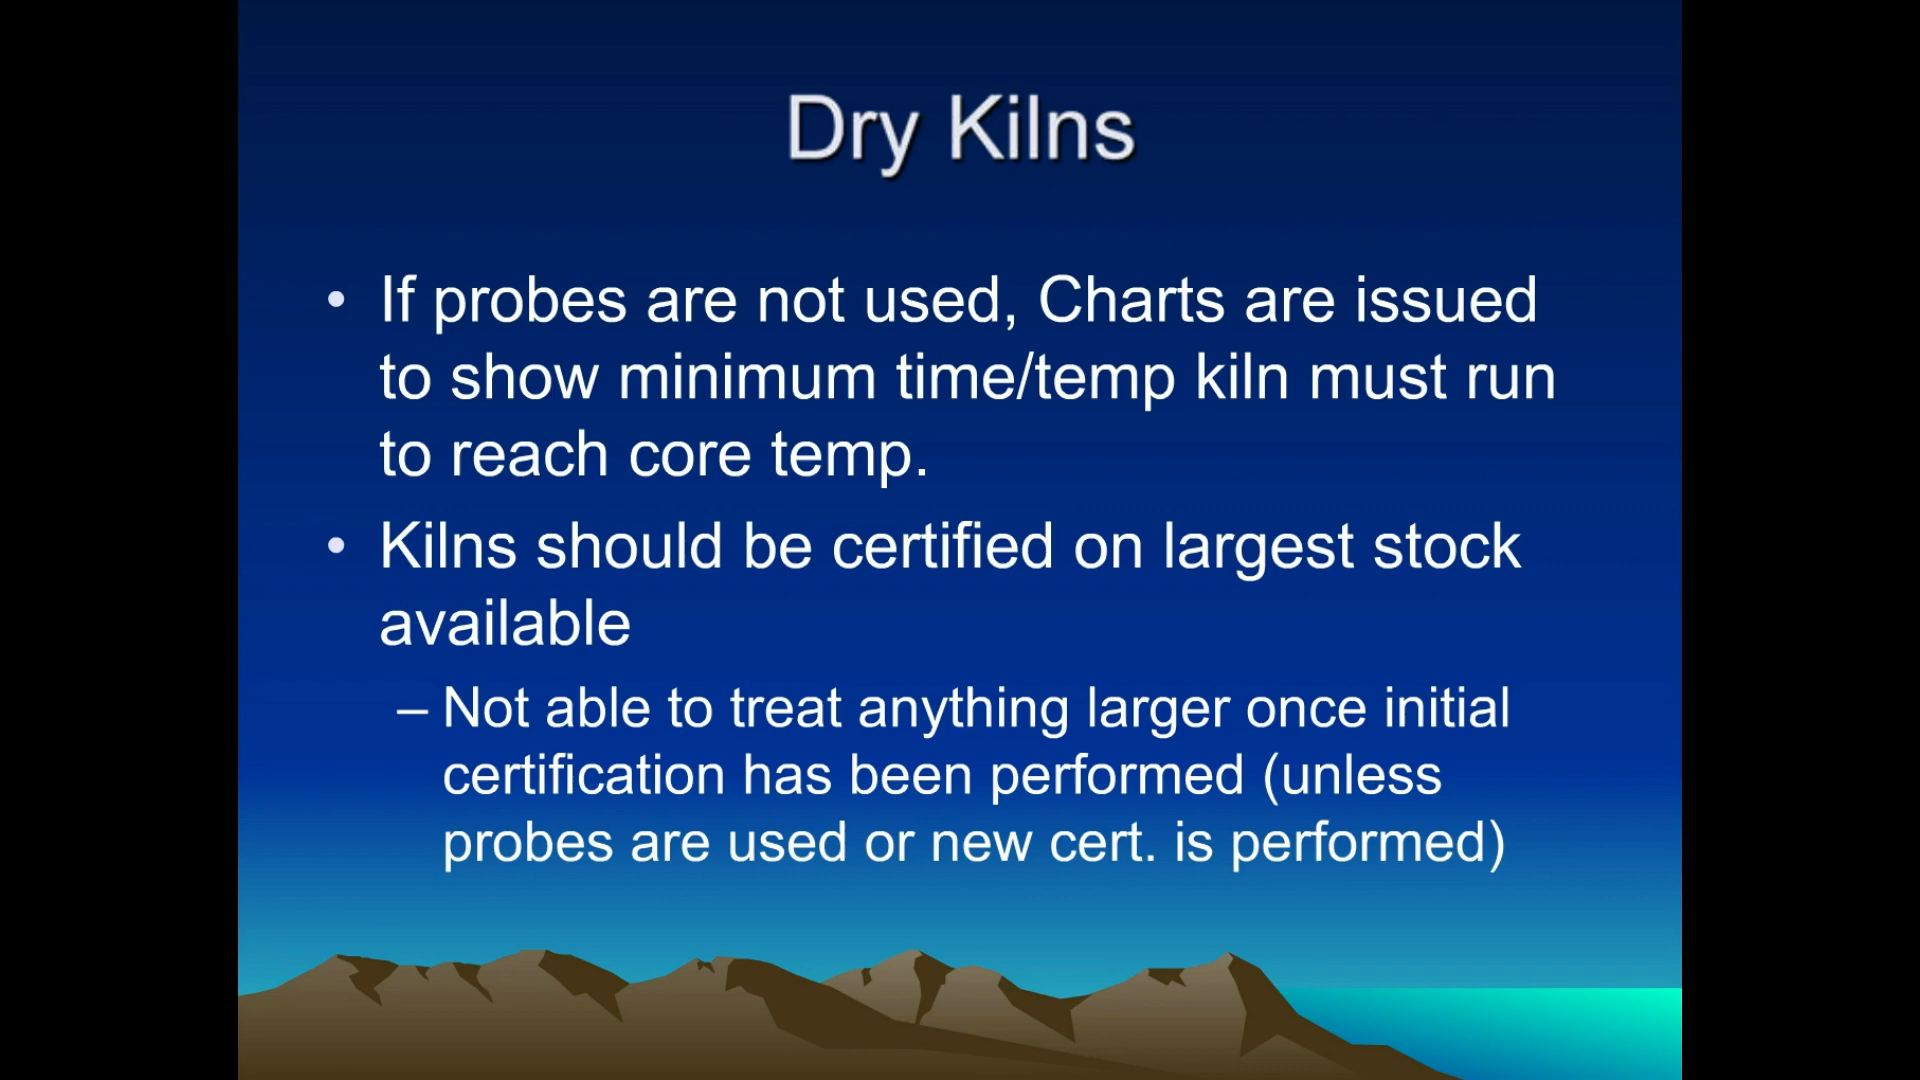 Dry Kilns
• If probes are not used, Charts are issued
to show minimum time/temp kiln must run
to reach core temp.
• Kilns should be certified on largest stock
available
– Not able to treat anything larger once initial
certification has been performed (unless
probes are used or new cert. is performed)